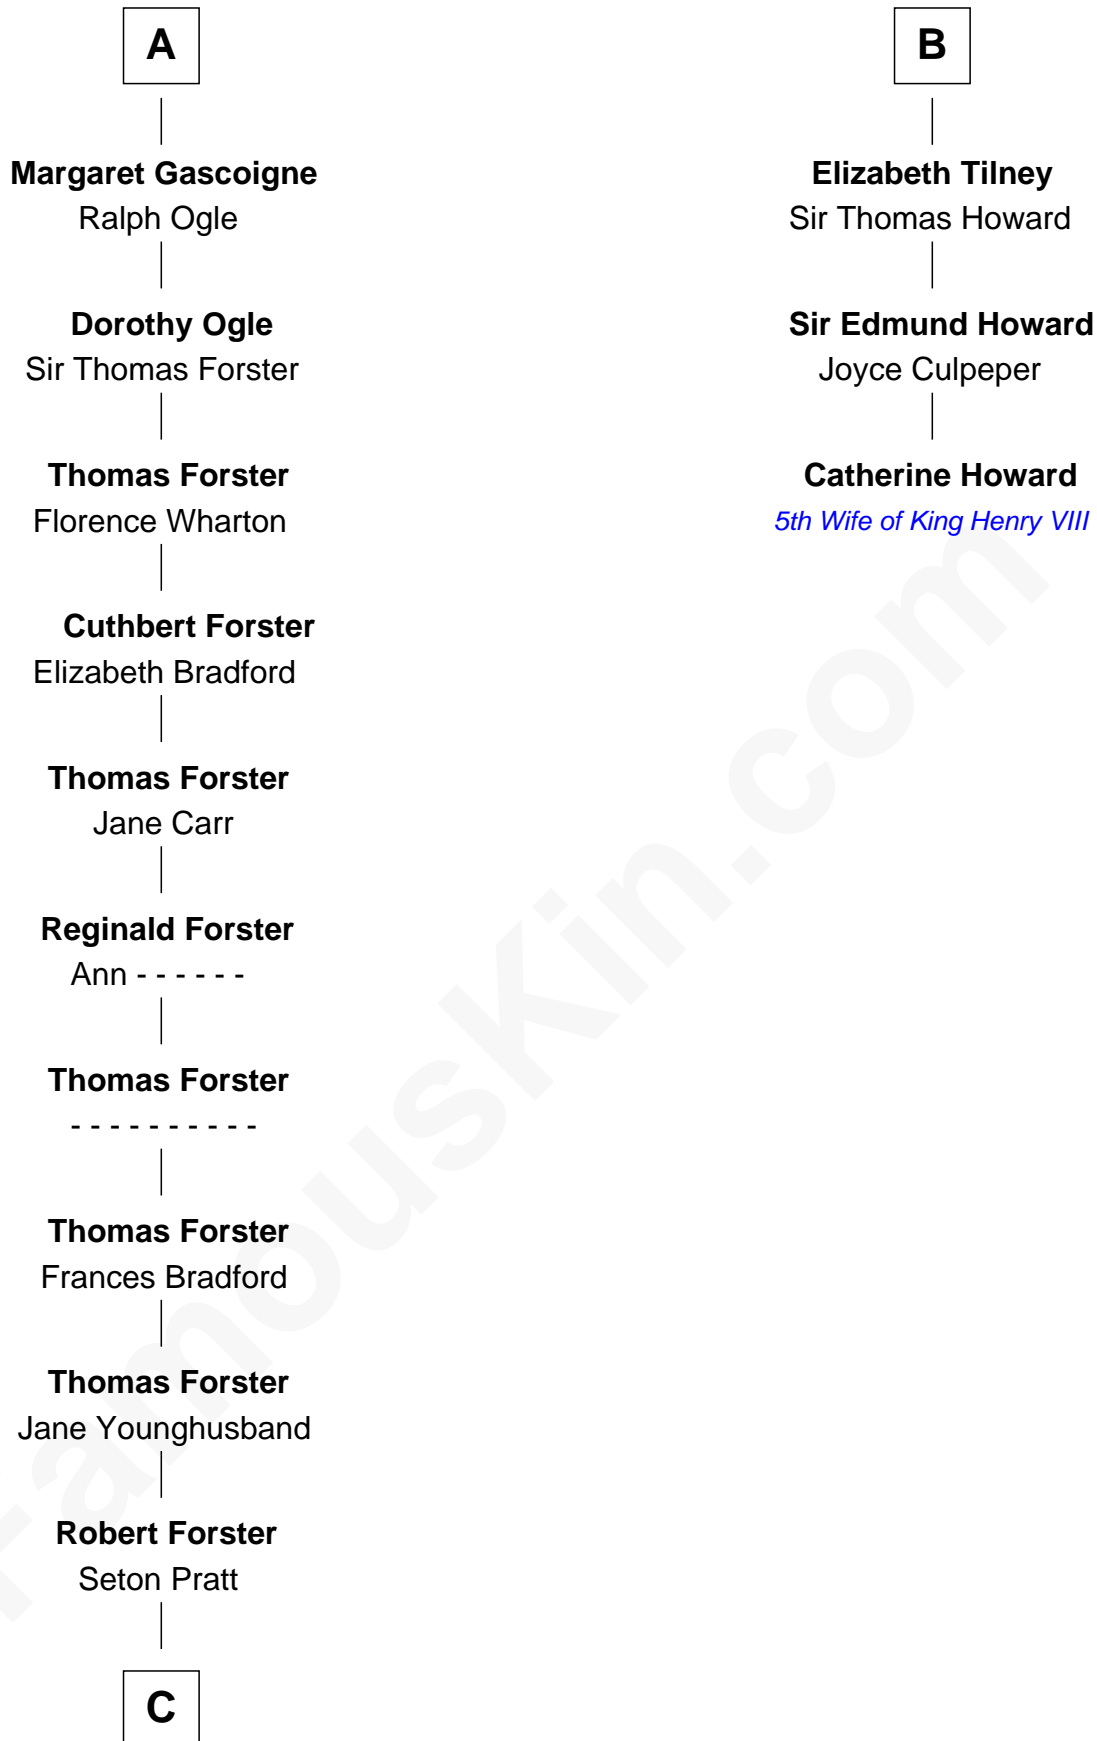 A
Margaret Gascoigne
Ralph Ogle
Dorothy Ogle
Sir Thomas Forster
Thomas Forster
Florence Wharton
Cuthbert Forster
Elizabeth Bradford
Thomas Forster
Jane Carr
Reginald Forster
Ann - - - - - -
Thomas Forster
- - - - - - - - - -
Thomas Forster
Frances Bradford
Thomas Forster
Jane Younghusband
Robert Forster
Seton Pratt
C
B
Elizabeth Tilney
Sir Thomas Howard
Sir Edmund Howard
Joyce Culpeper
Catherine Howard
5th Wife of King Henry VIII
FamousKin.com